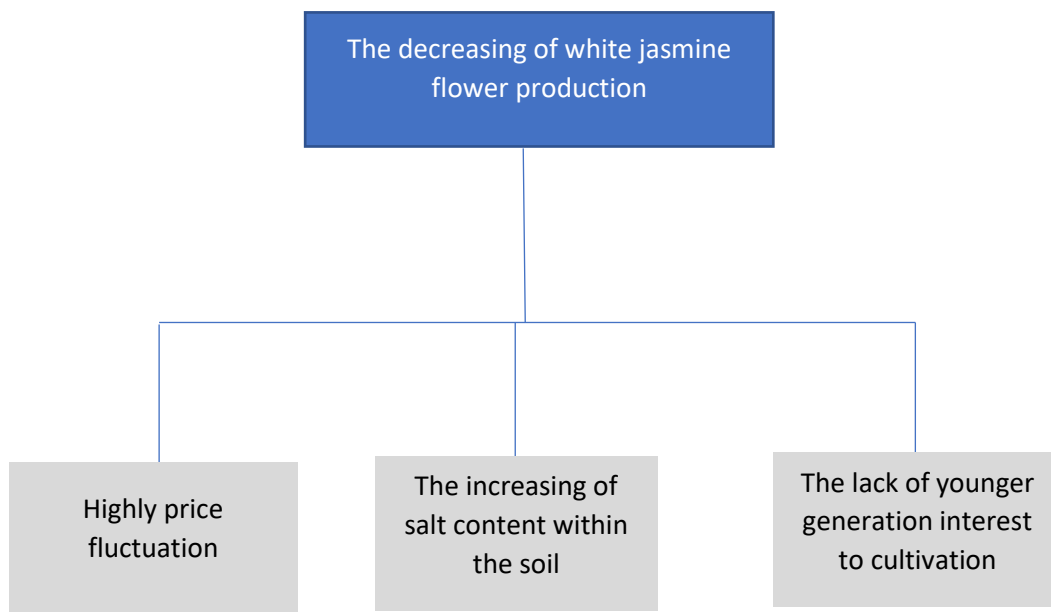 The decreasing of white jasmine
flower production
Highly price
fluctuation
The increasing of
salt content within
the soil
The lack of younger
generation interest
to cultivation